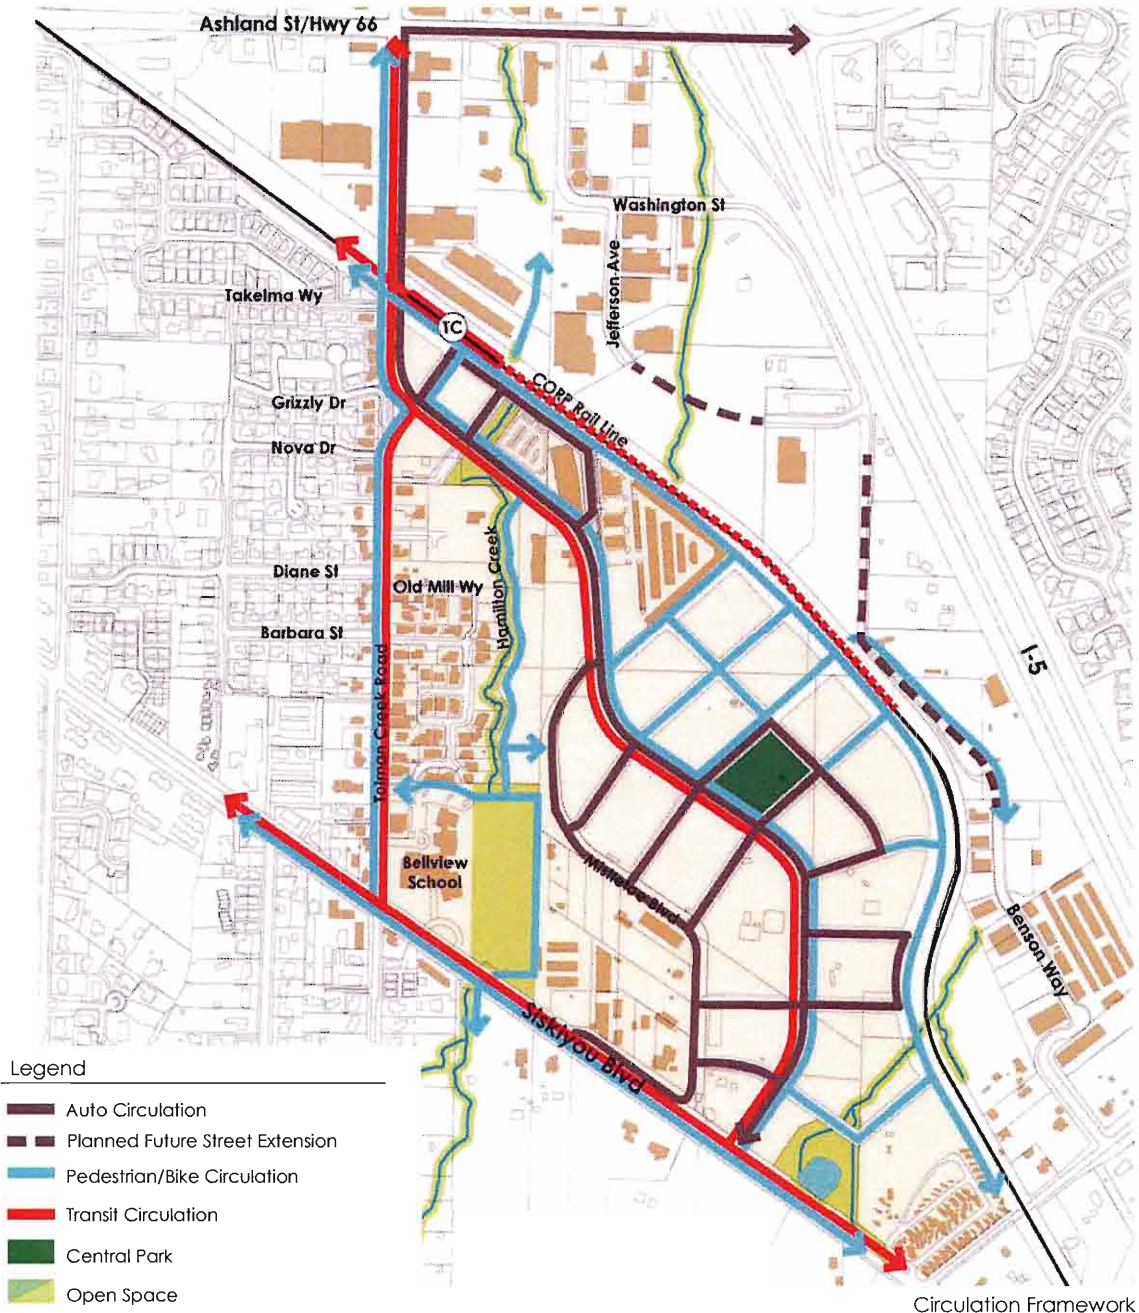 Ashland St/Hwy 66
Washington St
Jefferson Ave
Takelma Wy
TC
CORP Rail Line
Grizzly Dr
Nova Dr
Hamilton Creek
Diane St
Old Mill Wy
Barbara St
I-5
Tolman Creek Road
Bellview
School
Mistletoe Blvd
Benson Way
Siskiyou Blvd
Legend
Auto Circulation
Planned Future Street Extension
Pedestrian/Bike Circulation
Transit Circulation
Central Park
Open Space
Circulation Framework